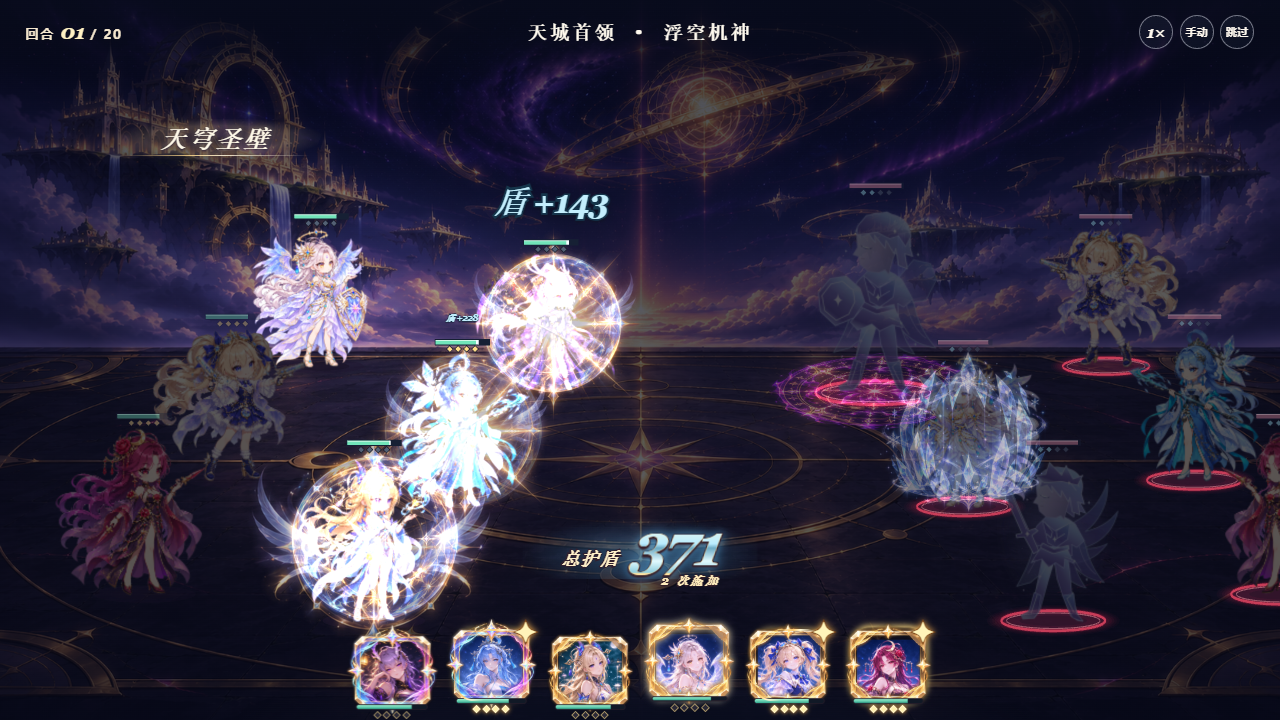 回合 01 / 20
天城首领 · 浮空机神
1×
手动
跳过
天穹圣壁
盾+143
盾+228
总护盾 371
2 次施加